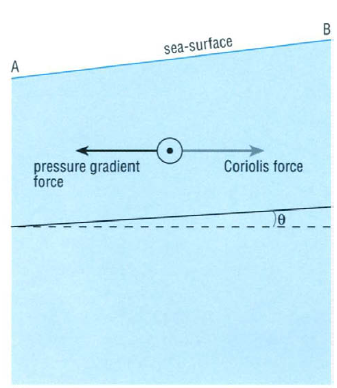 B
sea-surface
A
pressure gradient
force
Coriolis force
θ